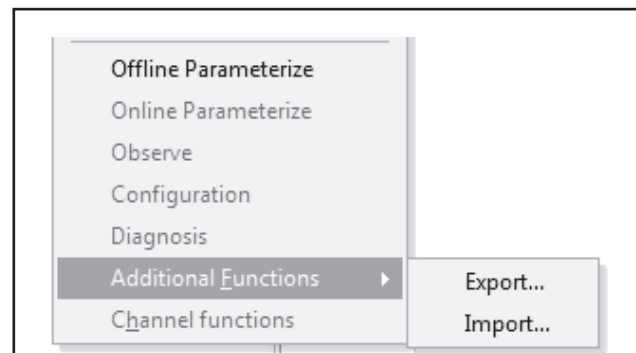 Offline Parameterize
Online Parameterize
Observe
Configuration
Diagnosis
Additional Functions
Export...
Channel functions
Import...